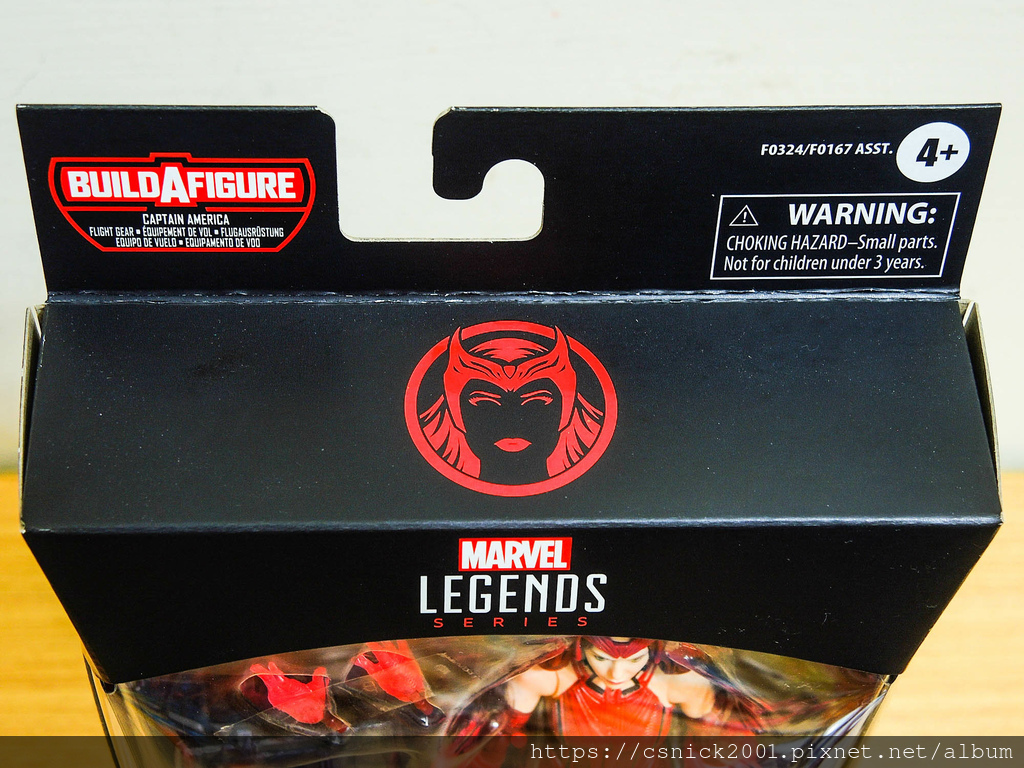 BUILDAFIGURE
CAPTAIN AMERICA
FLIGHT GEAR ▪ ÉQUIPEMENT DE VOL ▪ FLUGAUSRÜSTUNG
EQUIPO DE VUELO ▪ EQUIPAMENTO DE VOO
F0324/F0167 ASST.
4+
WARNING:
CHOKING HAZARD–Small parts.
Not for children under 3 years.
MARVEL
LEGENDS
SERIES
https://csnick2001.pixnet.net/album